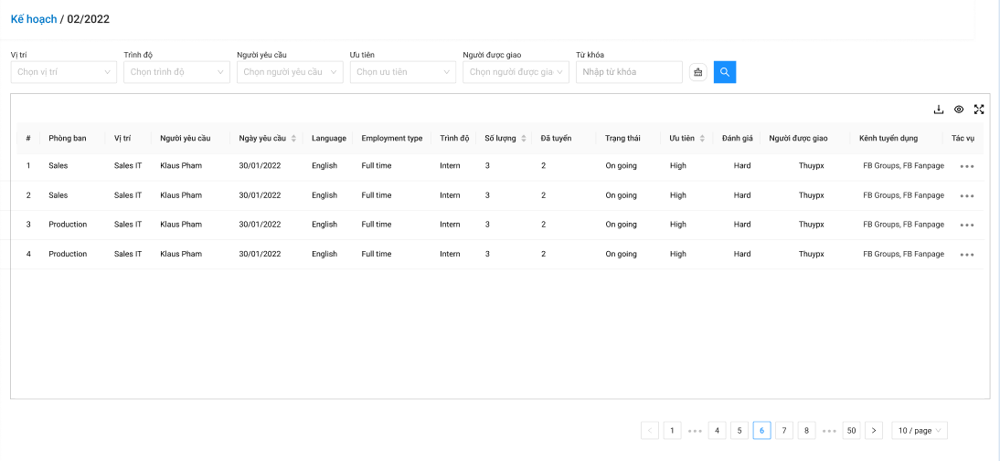 Kế hoạch / 02/2022
Vị trí Trình độ Người yêu cầu Ưu tiên Người được giao Từ khóa
Chọn vị trí Chọn trình độ Chọn người yêu cầu Chọn ưu tiên Chọn người được gia Nhập từ khóa
# Phòng ban Vị trí Người yêu cầu Ngày yêu cầu Language Employment type Trình độ Số lượng Đã tuyển Trạng thái Ưu tiên Đánh giá Người được giao Kênh tuyển dụng Tác vụ
1 Sales Sales IT Klaus Pham 30/01/2022 English Full time Intern 3 2 On going High Hard Thuypx FB Groups, FB Fanpage
2 Sales Sales IT Klaus Pham 30/01/2022 English Full time Intern 3 2 On going High Hard Thuypx FB Groups, FB Fanpage
3 Production Sales IT Klaus Pham 30/01/2022 English Full time Intern 3 2 On going High Hard Thuypx FB Groups, FB Fanpage
4 Production Sales IT Klaus Pham 30/01/2022 English Full time Intern 3 2 On going High Hard Thuypx FB Groups, FB Fanpage
< 1 ••• 4 5 6 7 8 ••• 50 > 10 / page